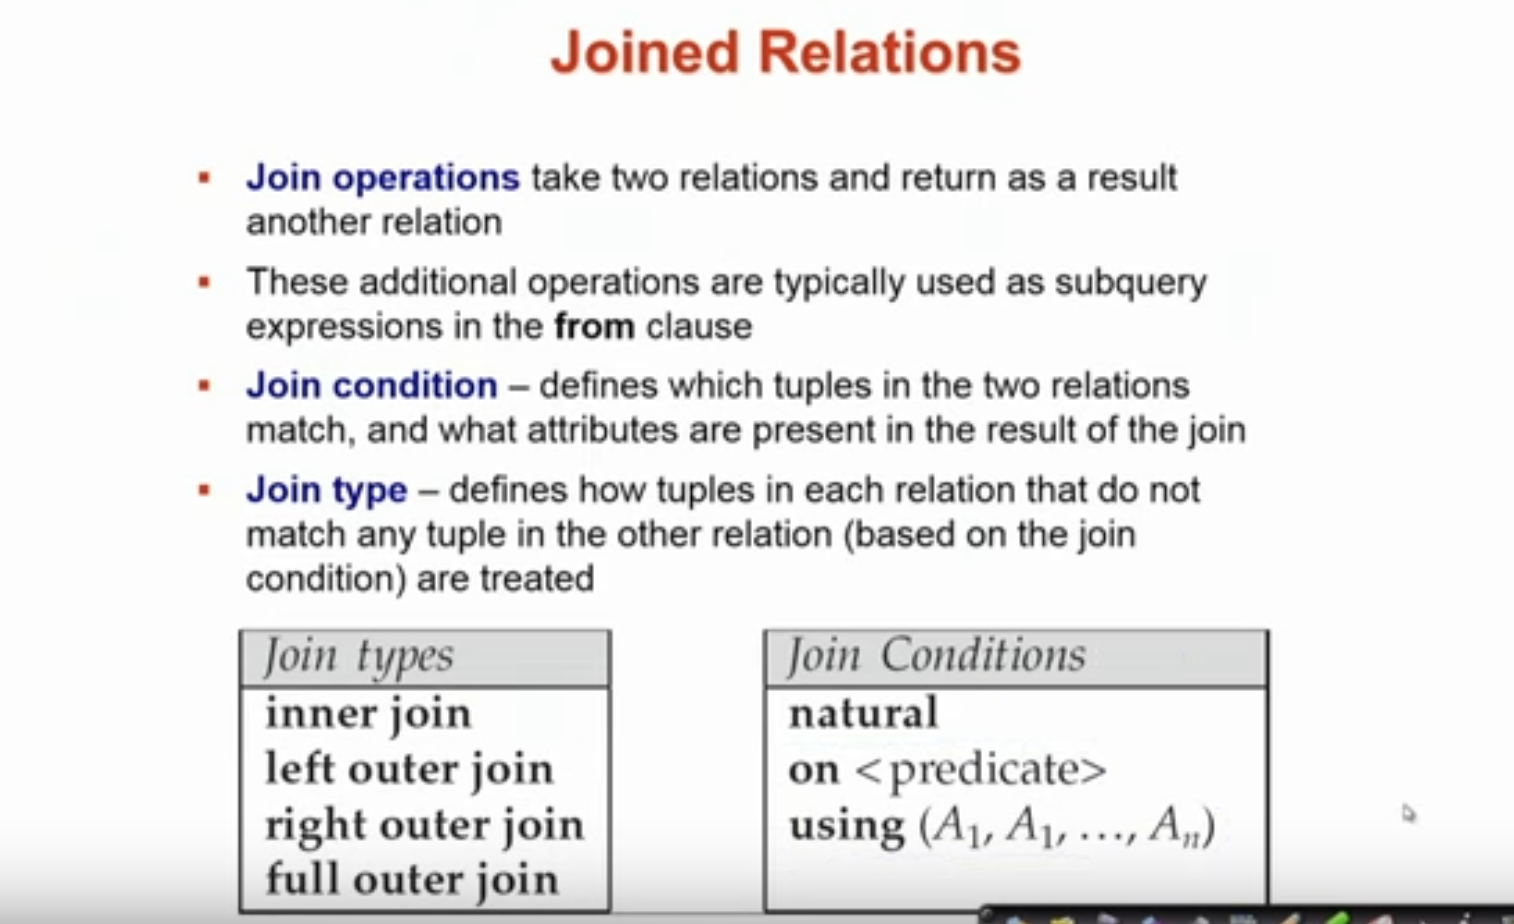 Joined Relations
▪ Join operations take two relations and return as a result
another relation
▪ These additional operations are typically used as subquery
expressions in the from clause
▪ Join condition – defines which tuples in the two relations
match, and what attributes are present in the result of the join
▪ Join type – defines how tuples in each relation that do not
match any tuple in the other relation (based on the join
condition) are treated
Join types
inner join
left outer join
right outer join
full outer join
Join Conditions
natural
on <predicate>
using (A₁, A₁, ..., Aₙ)